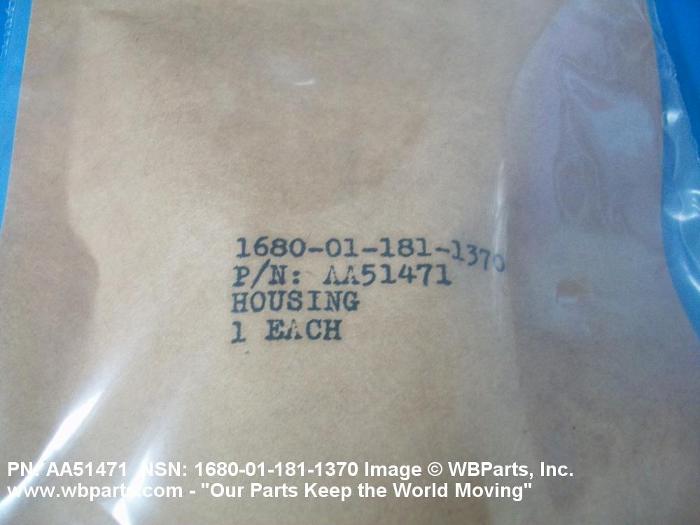 1680-01-181-1370
P/N: AA51471
HOUSING
1 EACH
PN: AA51471 NSN: 1680-01-181-1370 Image © WBParts, Inc.
www.wbparts.com - "Our Parts Keep the World Moving"